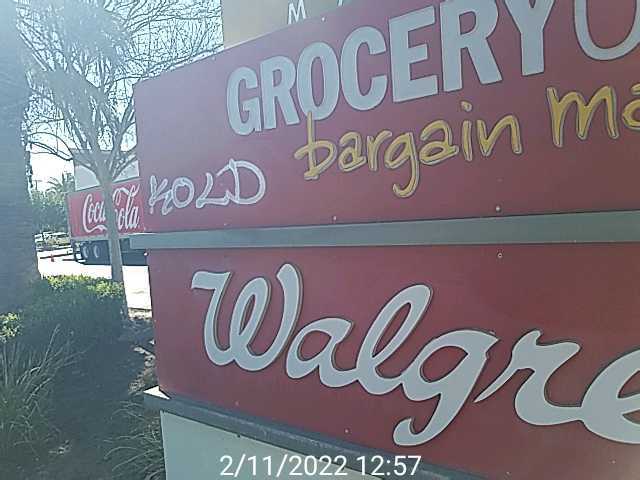 M
GROCERY
bargain
KOLD
Coca-Cola
Walgre
2/11/2022 12:57